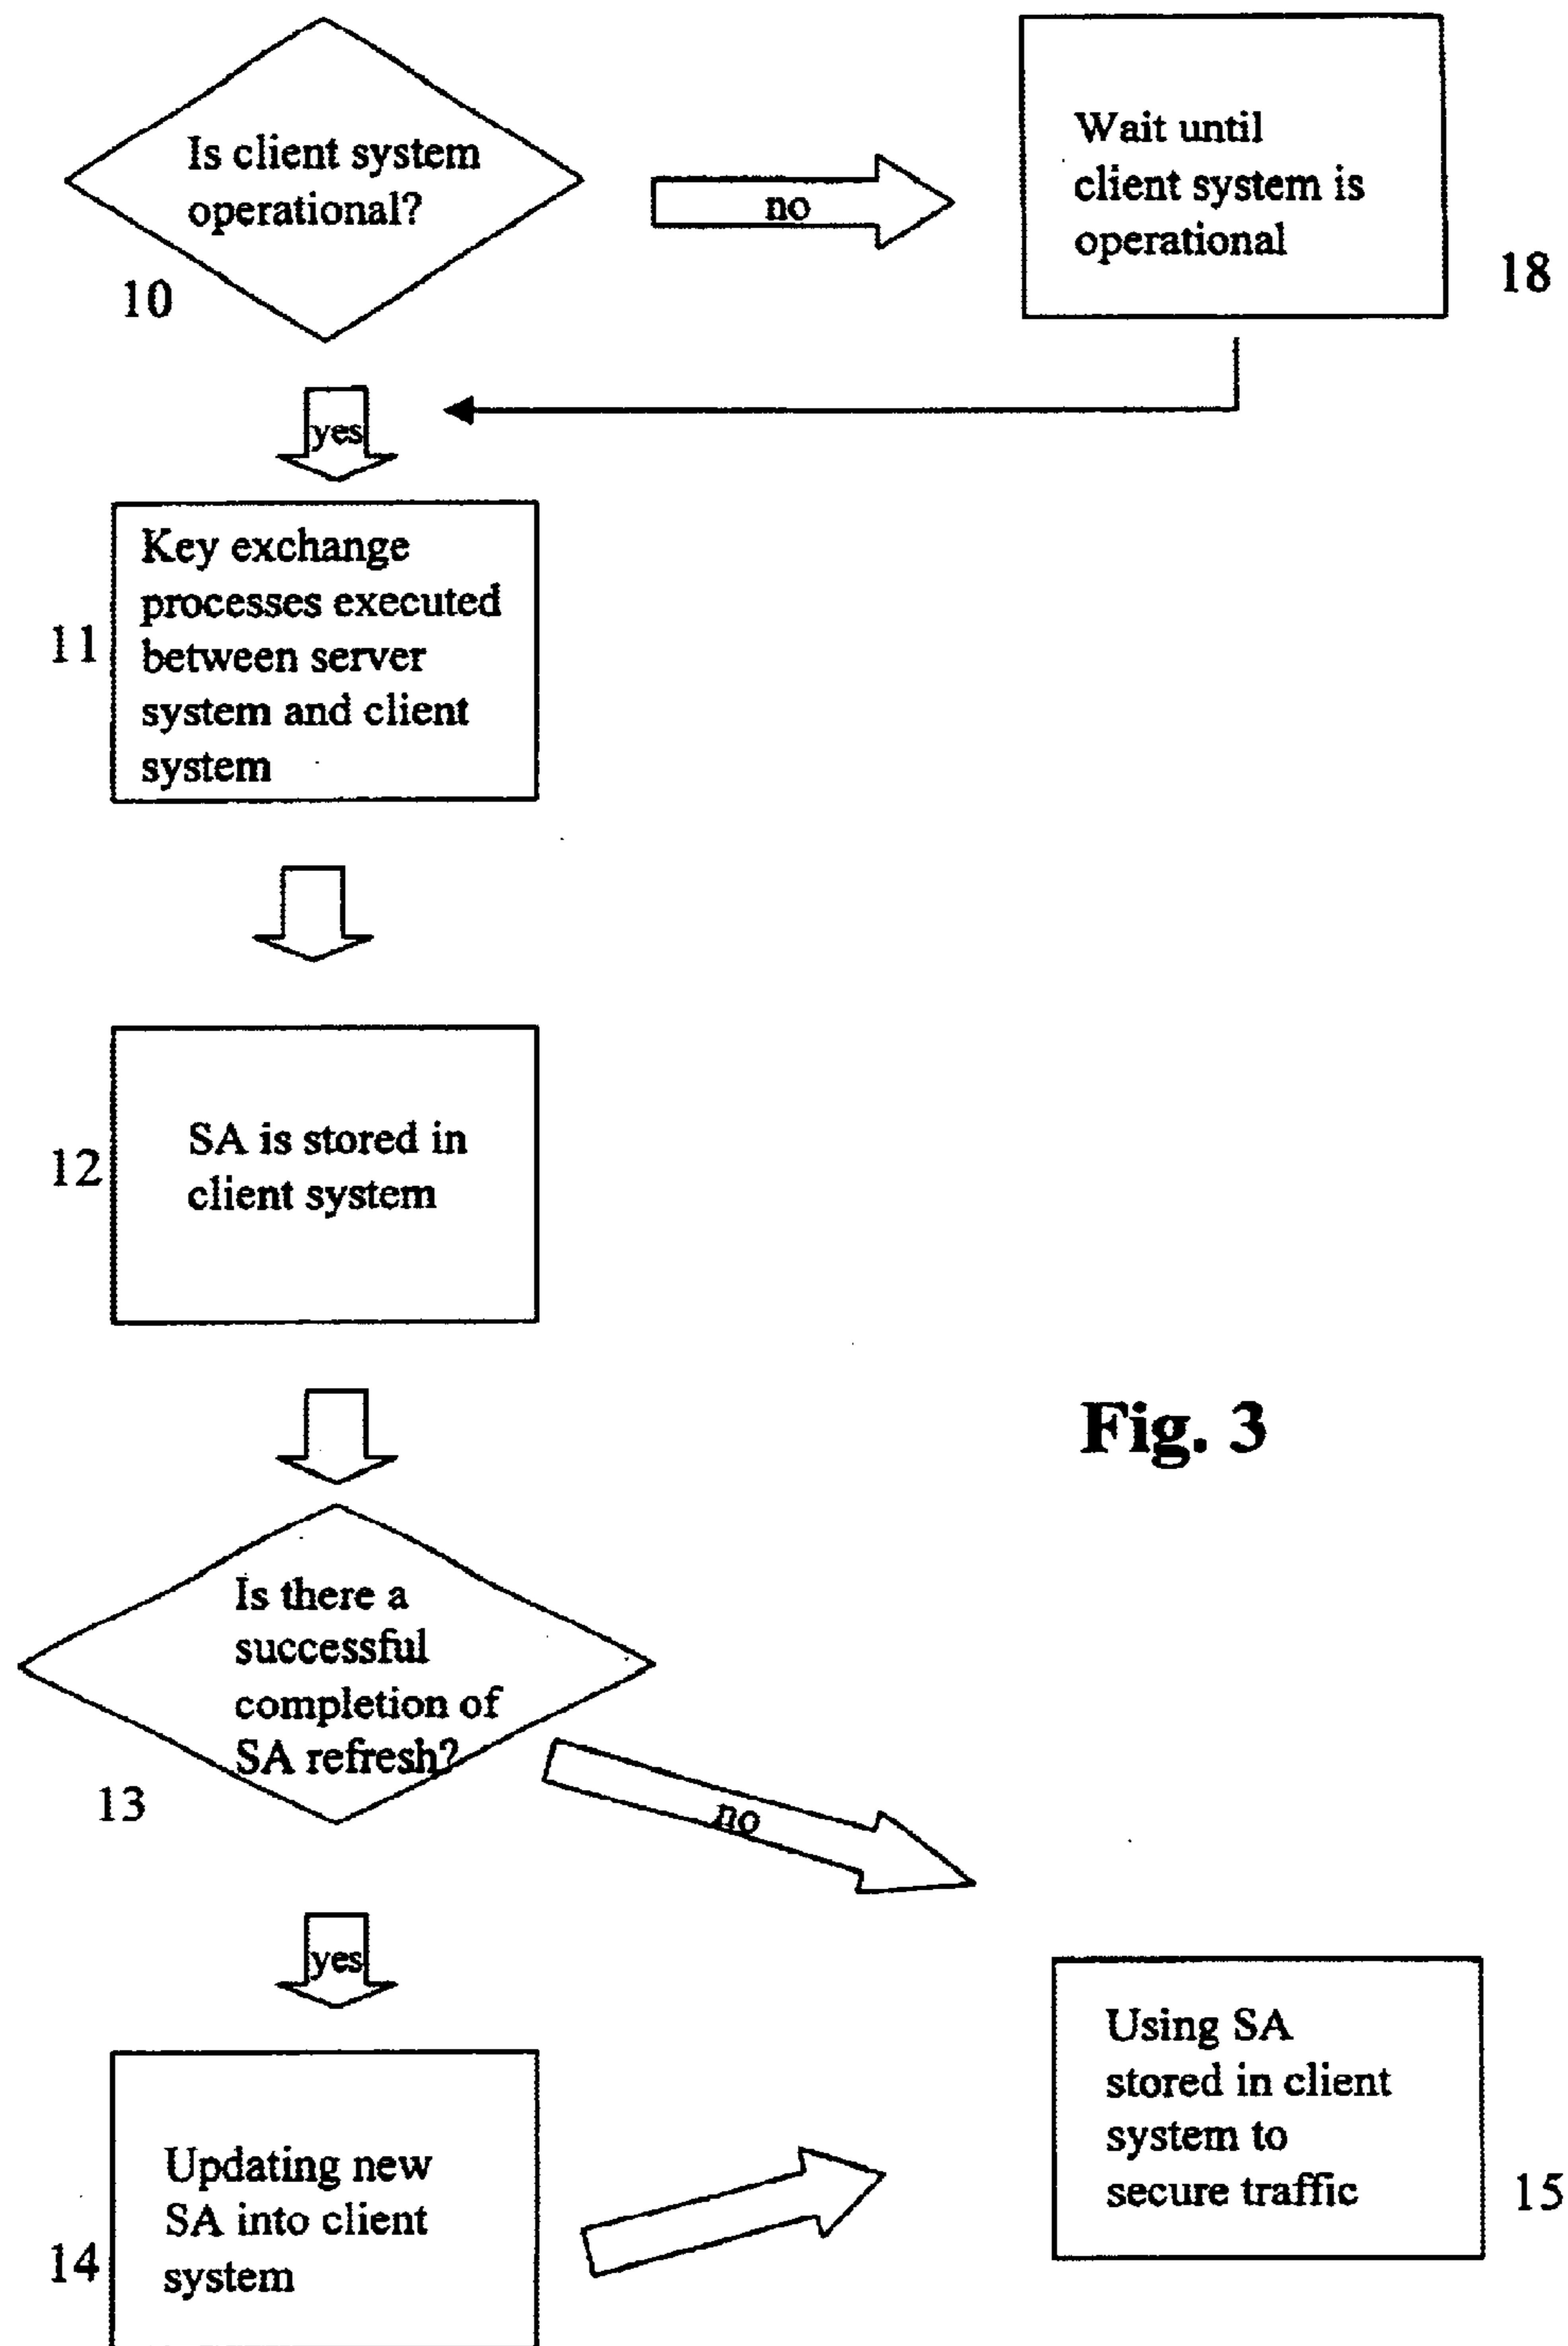 Is client system
operational?
10
no
Wait until
client system is
operational
18
yes
Key exchange
processes executed
between server
system and client
system
11
SA is stored in
client system
12
Fig. 3
Is there a
successful
completion of
SA refresh?
13
no
yes
Updating new
SA into client
system
14
Using SA
stored in client
system to
secure traffic
15